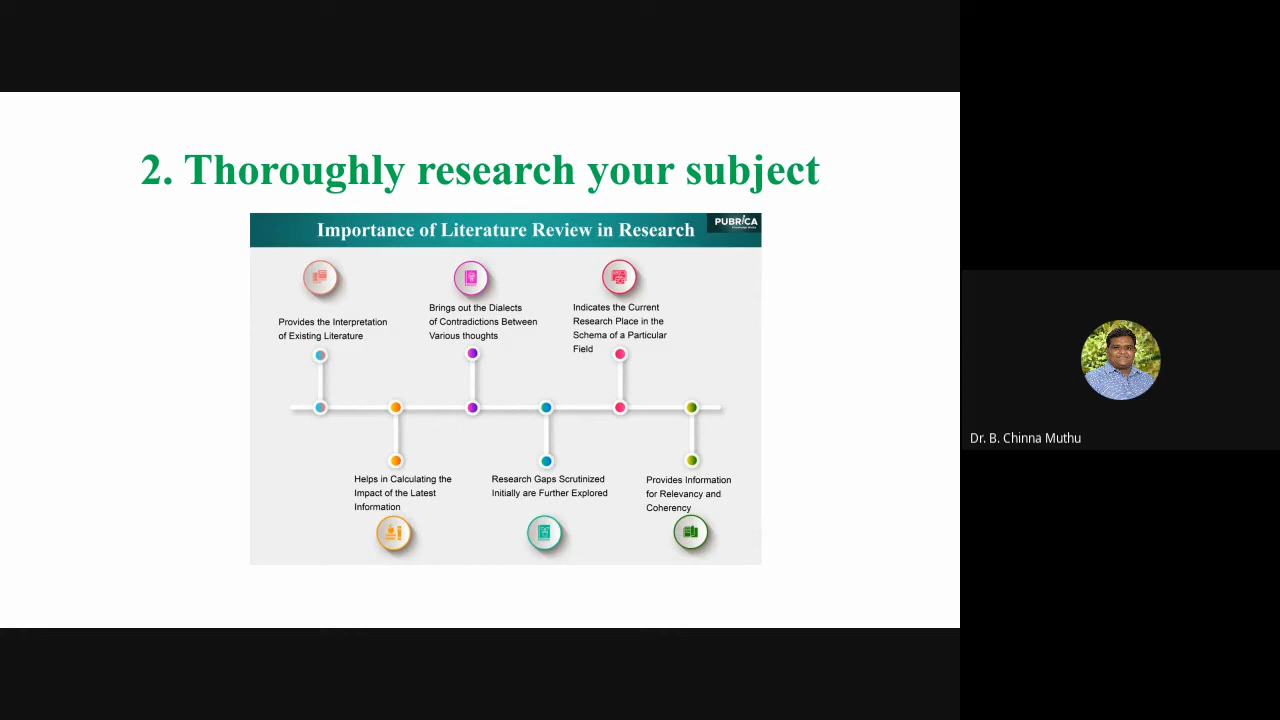 2. Thoroughly research your subject
Importance of Literature Review in Research
PUBRICA
Provides the Interpretation
of Existing Literature
Brings out the Dialects
of Contradictions Between
Various thoughts
Indicates the Current
Research Place in the
Schema of a Particular
Field
Helps in Calculating the
Impact of the Latest
Information
Research Gaps Scrutinized
Initially are Further Explored
Provides Information
for Relevancy and
Coherency
Dr. B. Chinna Muthu